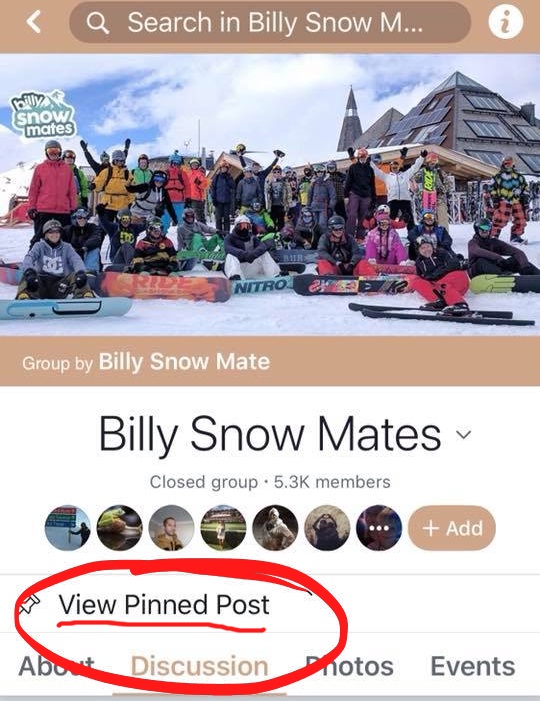 Search in Billy Snow M...
billy
snow
mates
RIDE
NITRO
Group by Billy Snow Mate
Billy Snow Mates
Closed group · 5.3K members
+ Add
View Pinned Post
About Discussion Photos Events